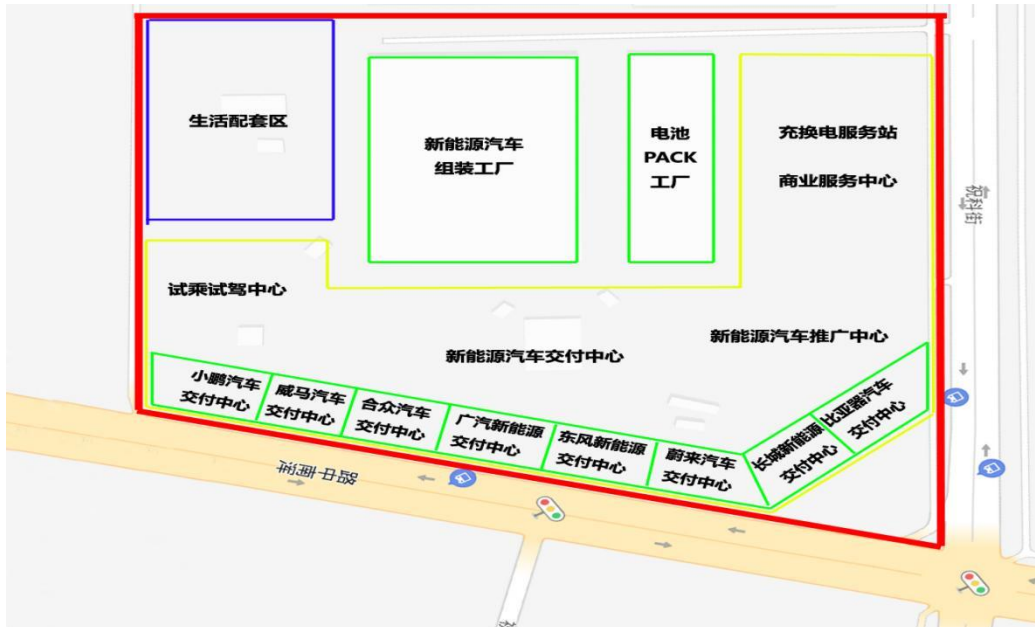 生活配套区
新能源汽车
组装工厂
电池
PACK
工厂
充换电服务站
商业服务中心
祝科街
试乘试驾中心
新能源汽车交付中心
新能源汽车推广中心
小鹏汽车
交付中心
威马汽车
交付中心
合众汽车
交付中心
广汽新能源
交付中心
东风新能源
交付中心
蔚来汽车
交付中心
长城新能源
交付中心
比亚器汽车
交付中心